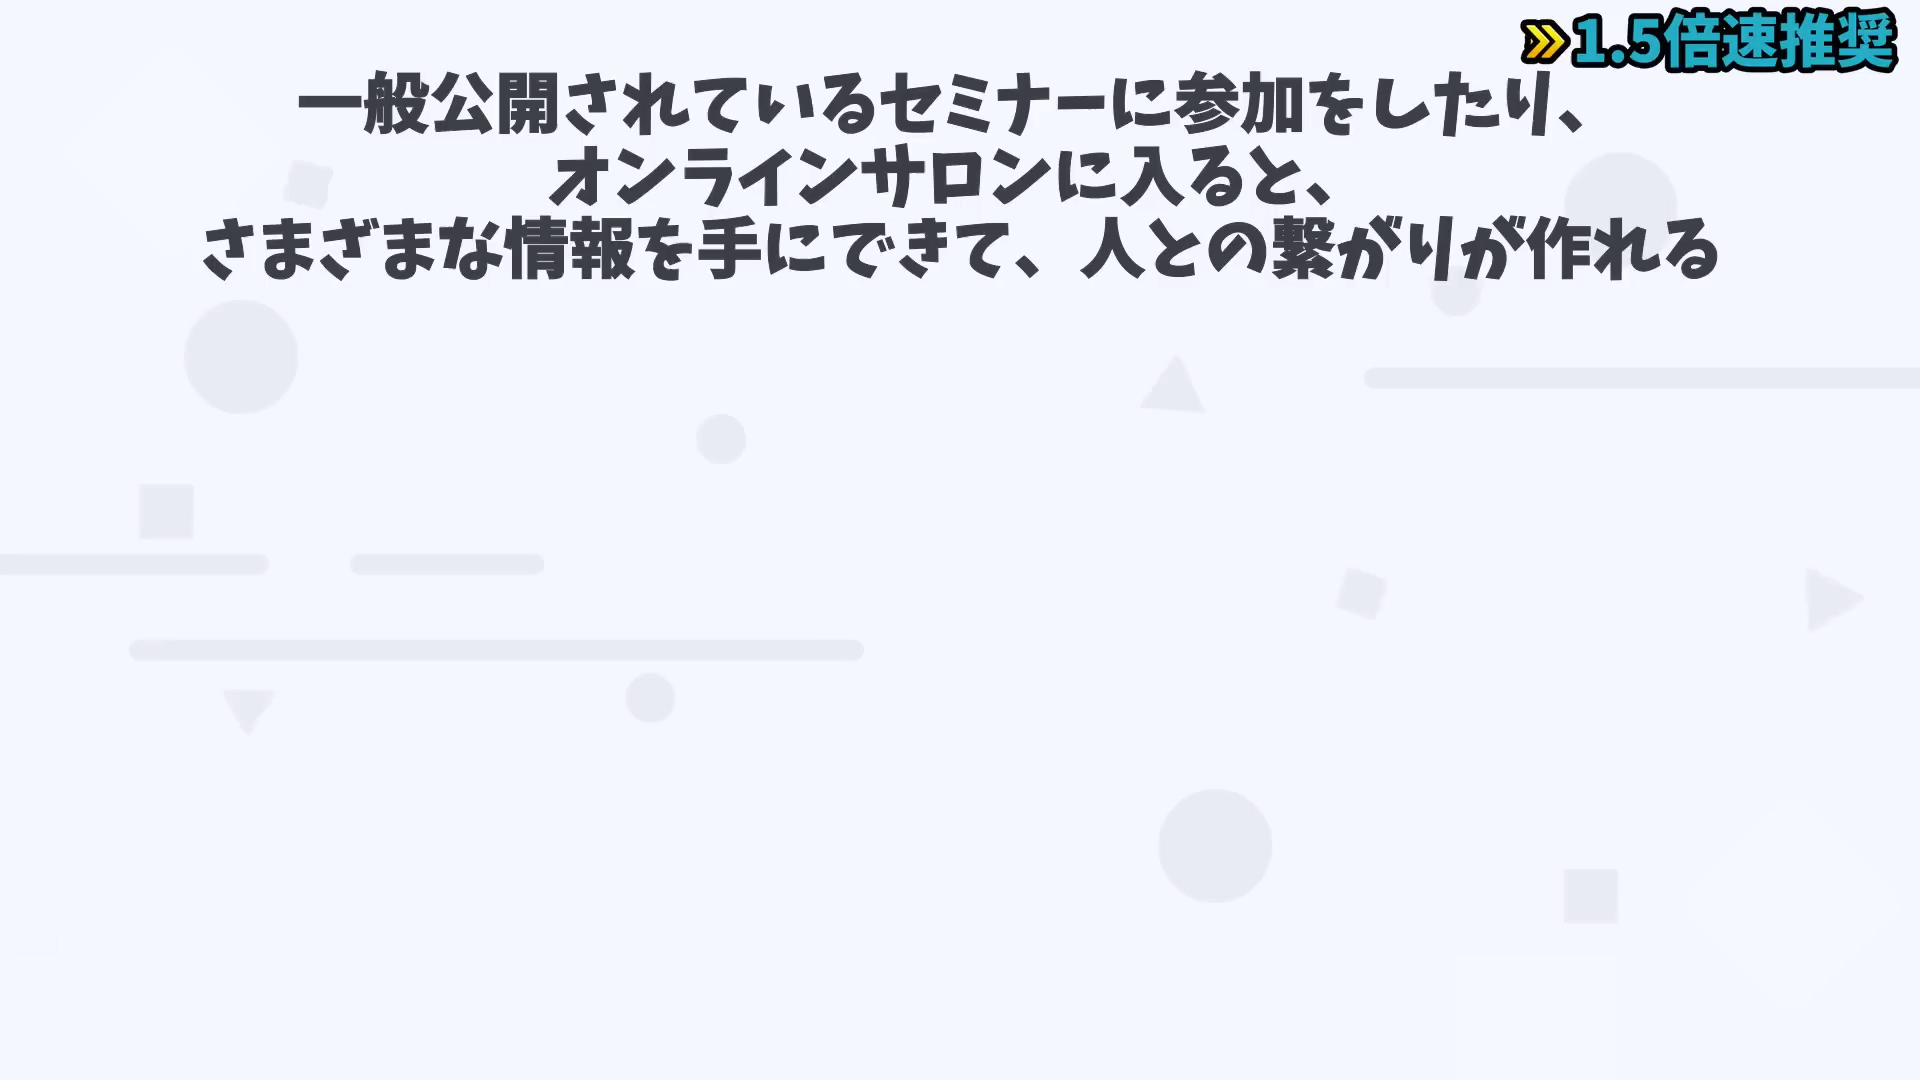 1.5倍速推奨
一般公開されているセミナーに参加をしたり、
オンラインサロンに入ると、
さまざまな情報を手にできて、人との繋がりが作れる